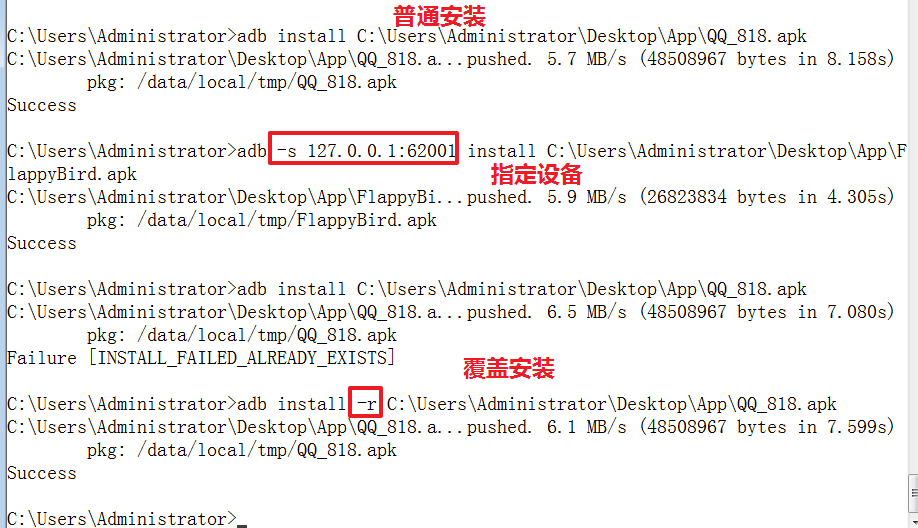 普通安装
C:\Users\Administrator>adb install C:\Users\Administrator\Desktop\App\QQ_818.apk
C:\Users\Administrator\Desktop\App\QQ_818.a...pushed. 5.7 MB/s (48508967 bytes in 8.158s)
pkg: /data/local/tmp/QQ_818.apk
Success
C:\Users\Administrator>adb -s 127.0.0.1:62001 install C:\Users\Administrator\Desktop\App\F
lappyBird.apk
指定设备
C:\Users\Administrator\Desktop\App\FlappyBi...pushed. 5.9 MB/s (26823834 bytes in 4.305s)
pkg: /data/local/tmp/FlappyBird.apk
Success
C:\Users\Administrator>adb install C:\Users\Administrator\Desktop\App\QQ_818.apk
C:\Users\Administrator\Desktop\App\QQ_818.a...pushed. 6.5 MB/s (48508967 bytes in 7.080s)
pkg: /data/local/tmp/QQ_818.apk
Failure [INSTALL_FAILED_ALREADY_EXISTS]
覆盖安装
C:\Users\Administrator>adb install -r C:\Users\Administrator\Desktop\App\QQ_818.apk
C:\Users\Administrator\Desktop\App\QQ_818.a...pushed. 6.1 MB/s (48508967 bytes in 7.599s)
pkg: /data/local/tmp/QQ_818.apk
Success
C:\Users\Administrator>_